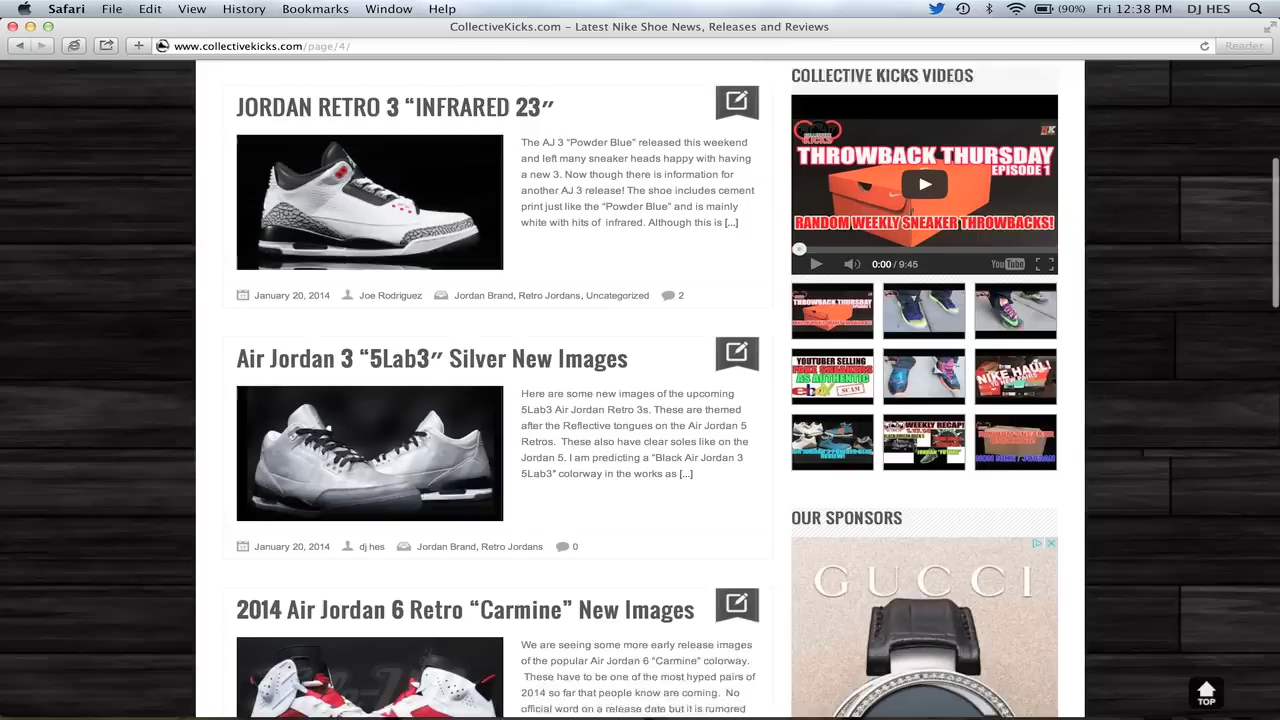 Safari File Edit View History Bookmarks Window Help (90%) Fri 12:38 PM DJ HES
CollectiveKicks.com – Latest Nike Shoe News, Releases and Reviews
www.collectivekicks.com/page/4/ Reader
JORDAN RETRO 3 “INFRARED 23″
The AJ 3 “Powder Blue” released this weekend
and left many sneaker heads happy with having
a new 3. Now though there is information for
another AJ 3 release! The shoe includes cement
print just like the “Powder Blue” and is mainly
white with hits of infrared. Although this is [...]
January 20, 2014 Joe Rodriguez Jordan Brand, Retro Jordans, Uncategorized 2
Air Jordan 3 “5Lab3″ Silver New Images
Here are some new images of the upcoming
5Lab3 Air Jordan Retro 3s. These are themed
after the Reflective tongues on the Air Jordan 5
Retros. These also have clear soles like on the
Jordan 5. I am predicting a “Black Air Jordan 3
5Lab3″ colorway in the works as [...]
January 20, 2014 dj hes Jordan Brand, Retro Jordans 0
2014 Air Jordan 6 Retro “Carmine” New Images
We are seeing some more early release images
of the popular Air Jordan 6 “Carmine” colorway.
These have to be one of the most hyped pairs of
2014 so far that people know are coming. No
official word on a release date but it is rumored
COLLECTIVE KICKS VIDEOS
THROWBACK THURSDAY
EPISODE 1
RANDOM WEEKLY SNEAKER THROWBACKS!
0:00 / 9:45 YouTube
THROWBACK THURSDAY
YOUTUBER SELLING
FAKE SNEAKERS
AS AUTHENTIC
ebay SCAM
NIKE HAUL!
WEEKLY RECAP!
NON NIKE / JORDAN
OUR SPONSORS
GUCCI
TOP